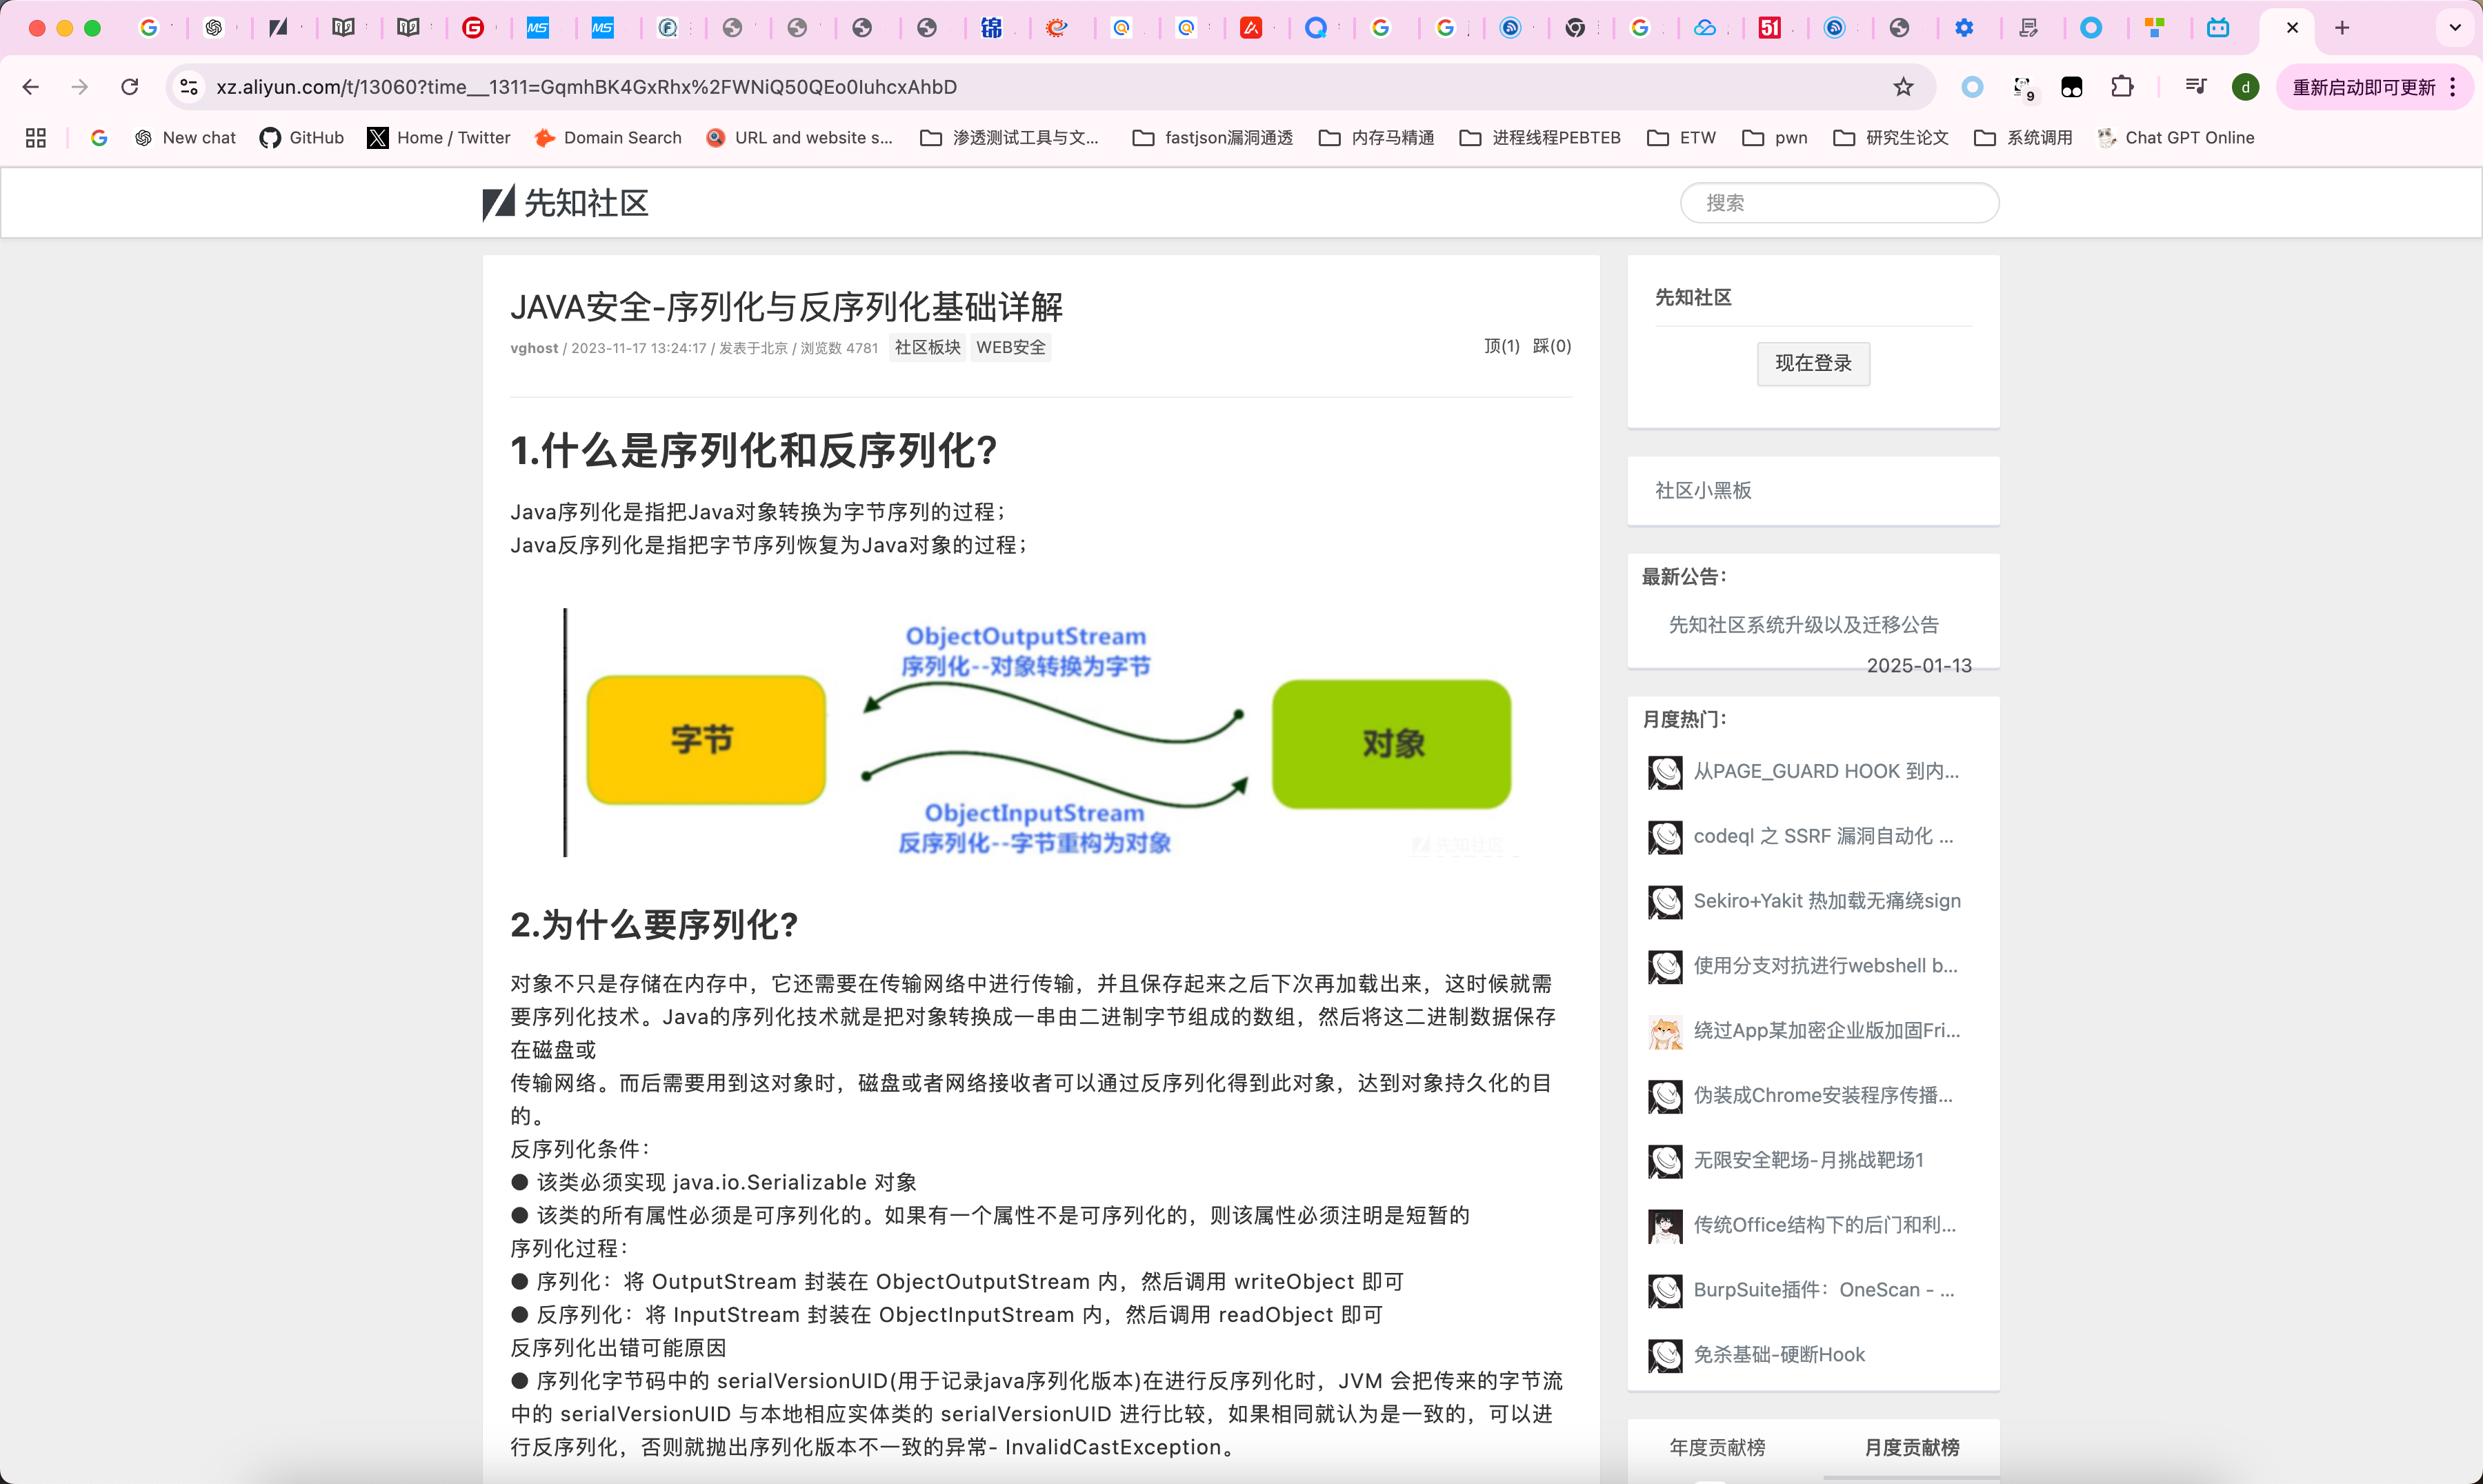 xz.aliyun.com/t/13060?time__1311=GqmhBK4GxRhx%2FWNiQ50QEo0IuhcxAhbD
9
d
重新启动即可更新
New chat
GitHub
Home / Twitter
Domain Search
URL and website s...
渗透测试工具与文...
fastjson漏洞通透
内存马精通
进程线程PEBTEB
ETW
pwn
研究生论文
系统调用
Chat GPT Online
先知社区
搜索
JAVA安全-序列化与反序列化基础详解
vghost / 2023-11-17 13:24:17 / 发表于北京 / 浏览数 4781 社区板块 WEB安全
顶(1) 踩(0)
1.什么是序列化和反序列化?
Java序列化是指把Java对象转换为字节序列的过程；
Java反序列化是指把字节序列恢复为Java对象的过程；
ObjectOutputStream
序列化--对象转换为字节
字节
对象
ObjectInputStream
反序列化--字节重构为对象
先知社区
2.为什么要序列化?
对象不只是存储在内存中，它还需要在传输网络中进行传输，并且保存起来之后下次再加载出来，这时候就需
要序列化技术。Java的序列化技术就是把对象转换成一串由二进制字节组成的数组，然后将这二进制数据保存
在磁盘或
传输网络。而后需要用到这对象时，磁盘或者网络接收者可以通过反序列化得到此对象，达到对象持久化的目
的。
反序列化条件：
● 该类必须实现 java.io.Serializable 对象
● 该类的所有属性必须是可序列化的。如果有一个属性不是可序列化的，则该属性必须注明是短暂的
序列化过程：
● 序列化：将 OutputStream 封装在 ObjectOutputStream 内，然后调用 writeObject 即可
● 反序列化：将 InputStream 封装在 ObjectInputStream 内，然后调用 readObject 即可
反序列化出错可能原因
● 序列化字节码中的 serialVersionUID(用于记录java序列化版本)在进行反序列化时，JVM 会把传来的字节流
中的 serialVersionUID 与本地相应实体类的 serialVersionUID 进行比较，如果相同就认为是一致的，可以进
行反序列化，否则就抛出序列化版本不一致的异常- InvalidCastException。
先知社区
现在登录
社区小黑板
最新公告：
先知社区系统升级以及迁移公告
2025-01-13
月度热门：
从PAGE_GUARD HOOK 到内...
codeql 之 SSRF 漏洞自动化 ...
Sekiro+Yakit 热加载无痛绕sign
使用分支对抗进行webshell b...
绕过App某加密企业版加固Fri...
伪装成Chrome安装程序传播...
无限安全靶场-月挑战靶场1
传统Office结构下的后门和利...
BurpSuite插件：OneScan - ...
免杀基础-硬断Hook
年度贡献榜
月度贡献榜